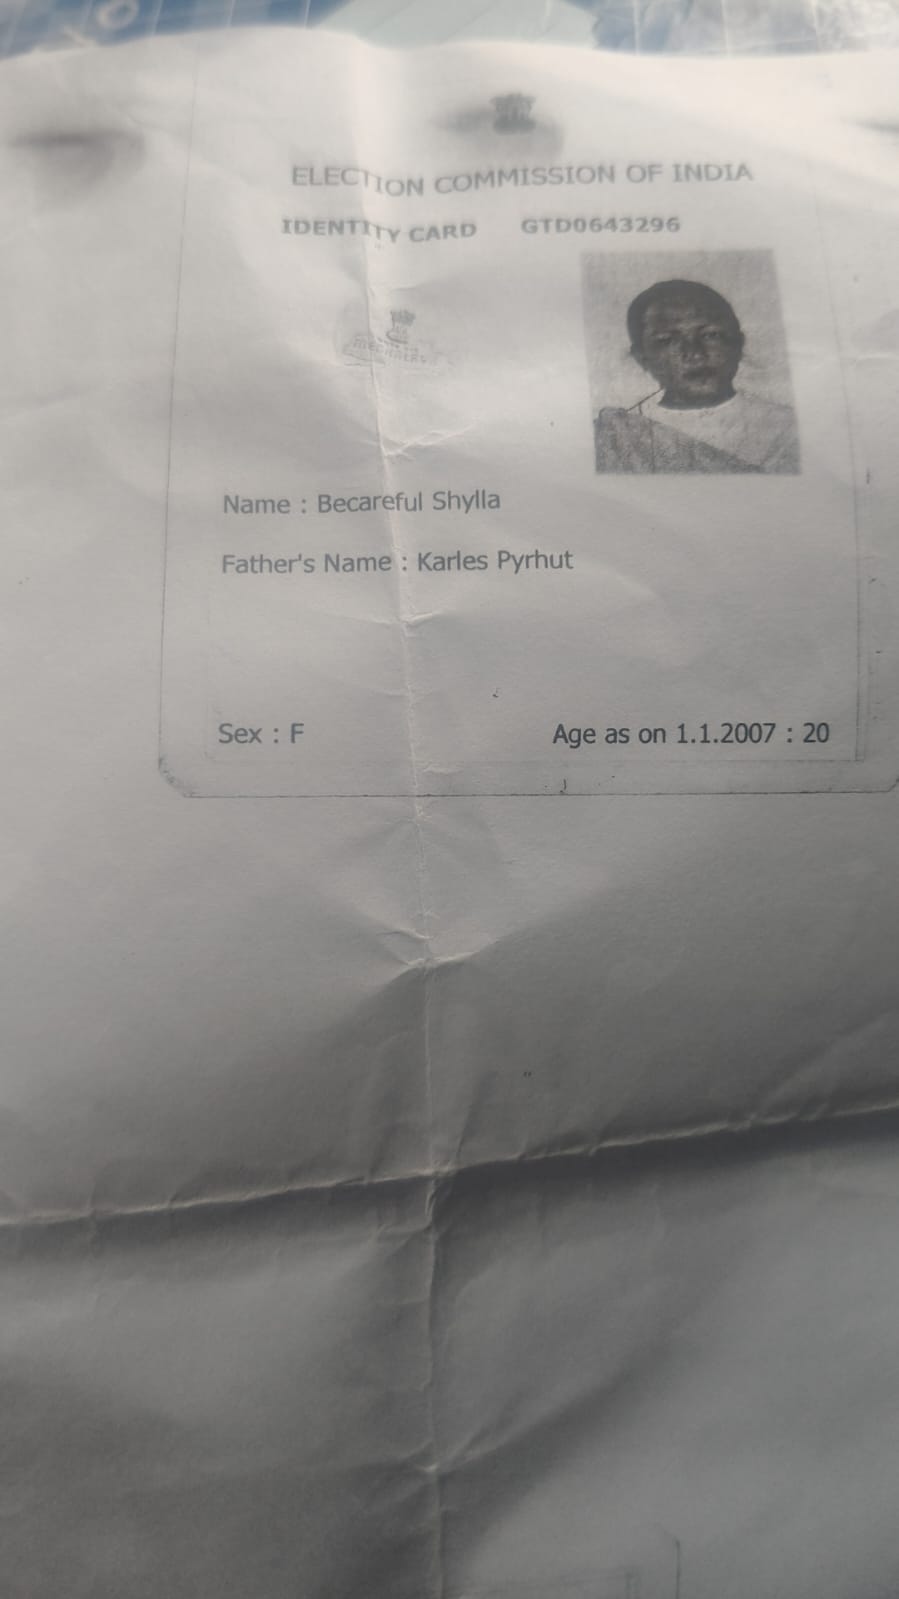 ELECTION COMMISSION OF INDIA
IDENTITY CARD GTD0643296
Name : Becareful Shylla
Father's Name : Karles Pyrhut
Sex : F Age as on 1.1.2007 : 20